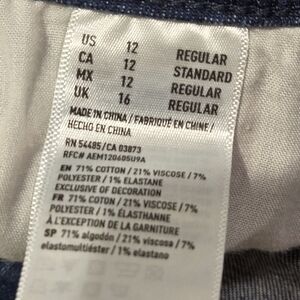 US 12 REGULAR
CA 12 STANDARD
MX 12 REGULAR
UK 16 REGULAR
MADE IN CHINA / FABRIQUÉ EN CHINE /
HECHO EN CHINA
RN 54485/CA 03873
RFC# AEM120405U9A
EN 71% COTTON / 21% VISCOSE / 7%
POLYESTER / 1% ELASTANE
EXCLUSIVE OF DECORATION
FR 71% COTON / 21% VISCOSE / 7%
POLYESTER / 1% ÉLASTHANNE
À L'EXCEPTION DE LA GARNITURE
SP 71% algodón / 21% viscosa / 7%
elastomultiéster / 1% elastano